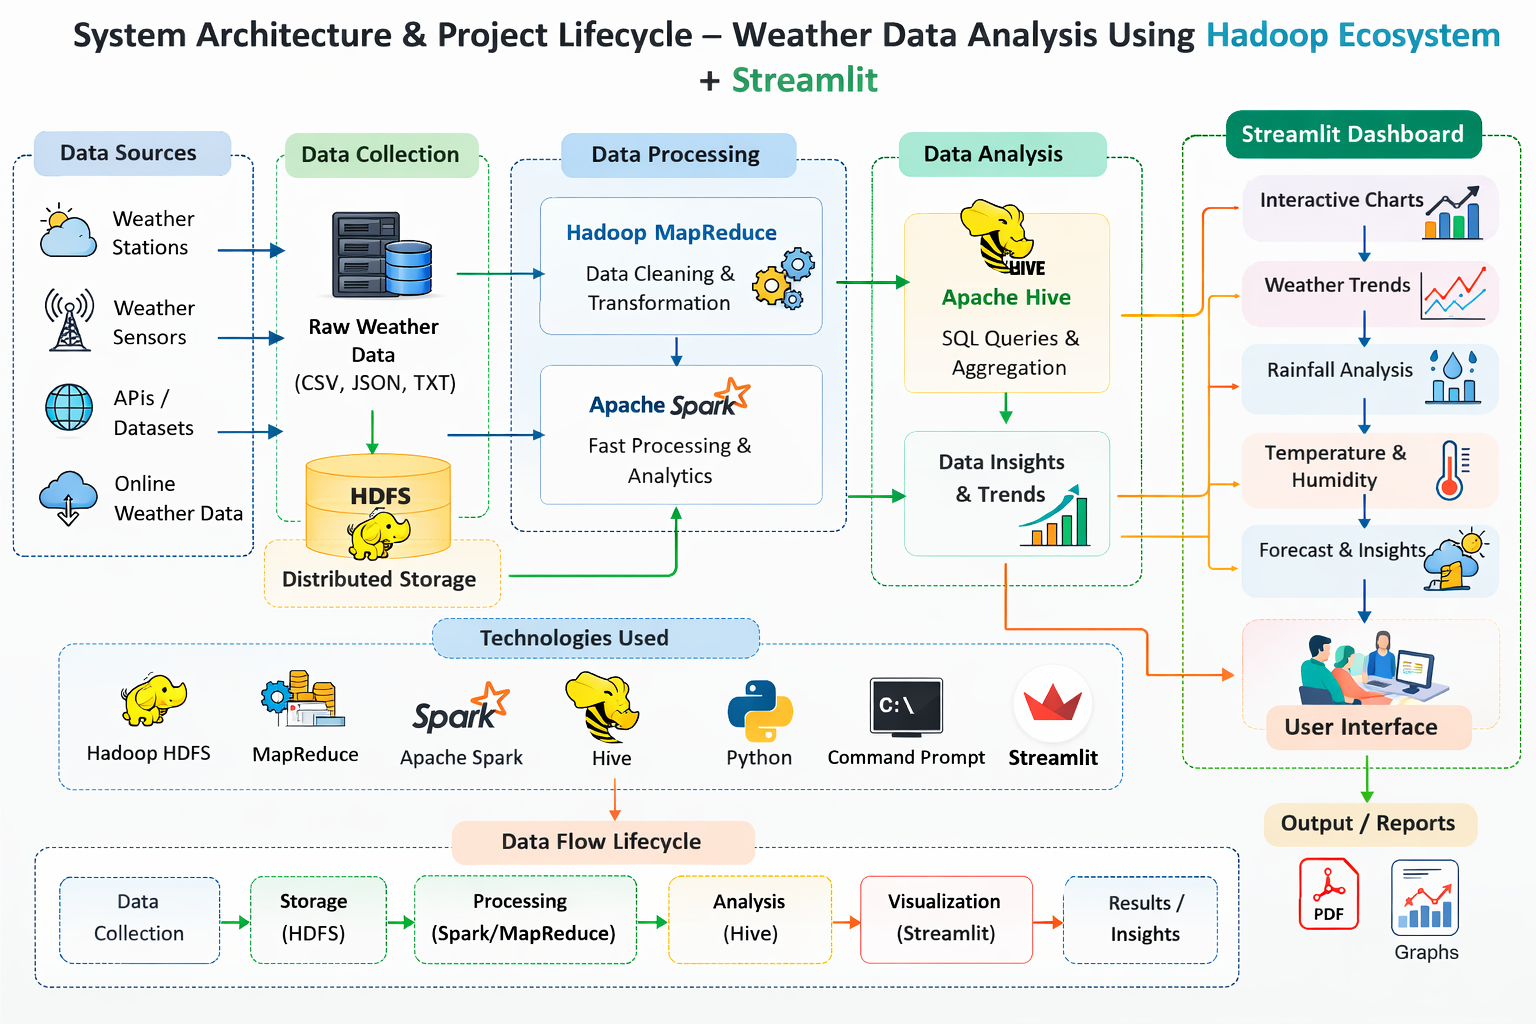 System Architecture & Project Lifecycle – Weather Data Analysis Using Hadoop Ecosystem
+ Streamlit
Data Sources
Weather
Stations
Weather
Sensors
APis /
Datasets
Online
Weather Data
Data Collection
Raw Weather
Data
(CSV, JSON, TXT)
HDFS
Distributed Storage
Data Processing
Hadoop MapReduce
Data Cleaning &
Transformation
Apache Spark
Fast Processing &
Analytics
Data Analysis
HIVE
Apache Hive
SQL Queries &
Aggregation
Data Insights
& Trends
Streamlit Dashboard
Interactive Charts
Weather Trends
Rainfall Analysis
Temperature &
Humidity
Forecast & Insights
User Interface
Output / Reports
PDF
Graphs
Technologies Used
Hadoop HDFS
MapReduce
Spark
Apache Spark
Hive
Python
C:\
Command Prompt
Streamlit
Data Flow Lifecycle
Data
Collection
Storage
(HDFS)
Processing
(Spark/MapReduce)
Analysis
(Hive)
Visualization
(Streamlit)
Results /
Insights